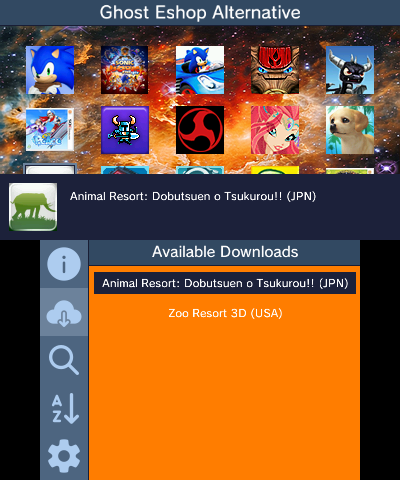 Ghost Eshop Alternative
Animal Resort: Dobutsuen o Tsukurou!! (JPN)
Available Downloads
Animal Resort: Dobutsuen o Tsukurou!! (JPN)
Zoo Resort 3D (USA)
A
Z